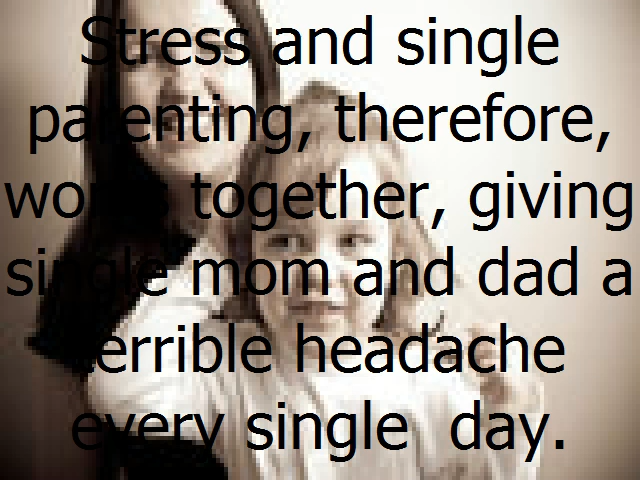 Stress and single
parenting, therefore,
works together, giving
single mom and dad a
terrible headache
every single  day.